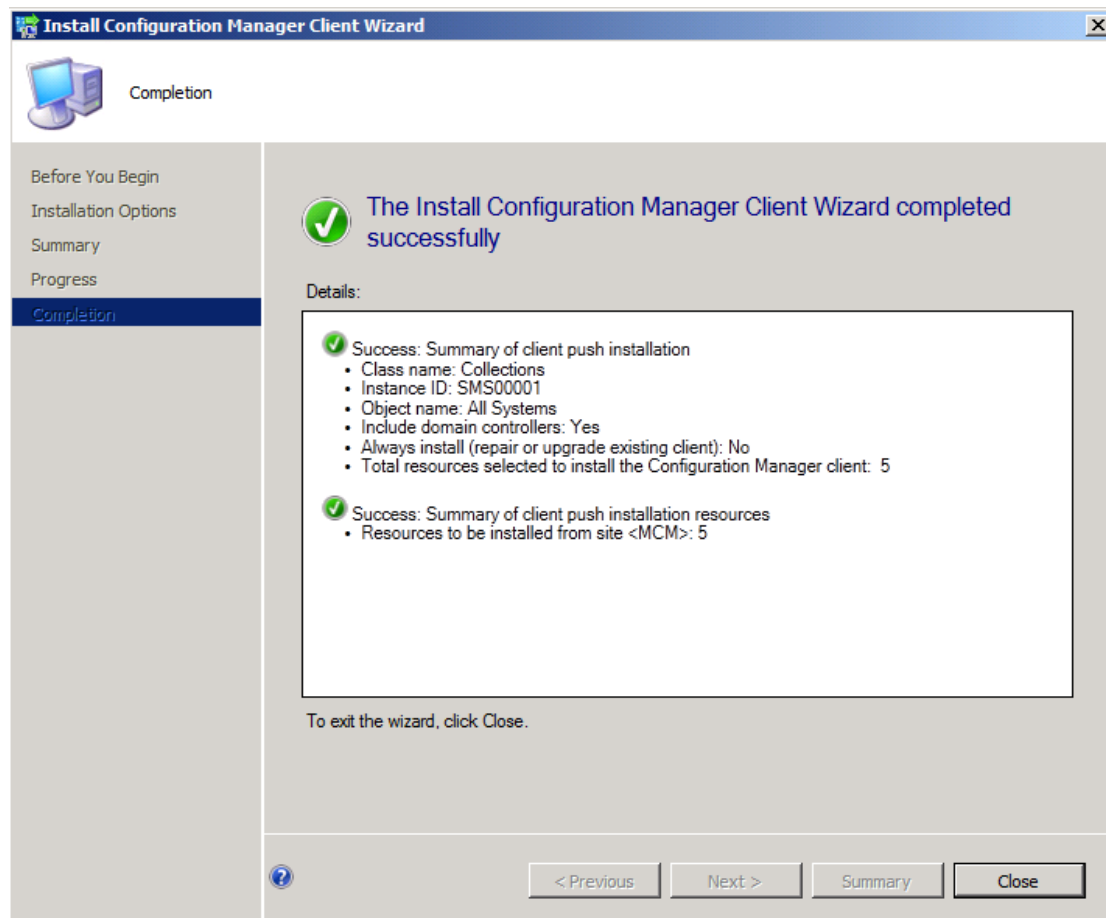 Install Configuration Manager Client Wizard
Completion
Before You Begin
Installation Options
Summary
Progress
Completion
The Install Configuration Manager Client Wizard completed
successfully
Details:
Success: Summary of client push installation
• Class name: Collections
• Instance ID: SMS00001
• Object name: All Systems
• Include domain controllers: Yes
• Always install (repair or upgrade existing client): No
• Total resources selected to install the Configuration Manager client:  5
Success: Summary of client push installation resources
• Resources to be installed from site <MCM>: 5
To exit the wizard, click Close.
< Previous
Next >
Summary
Close